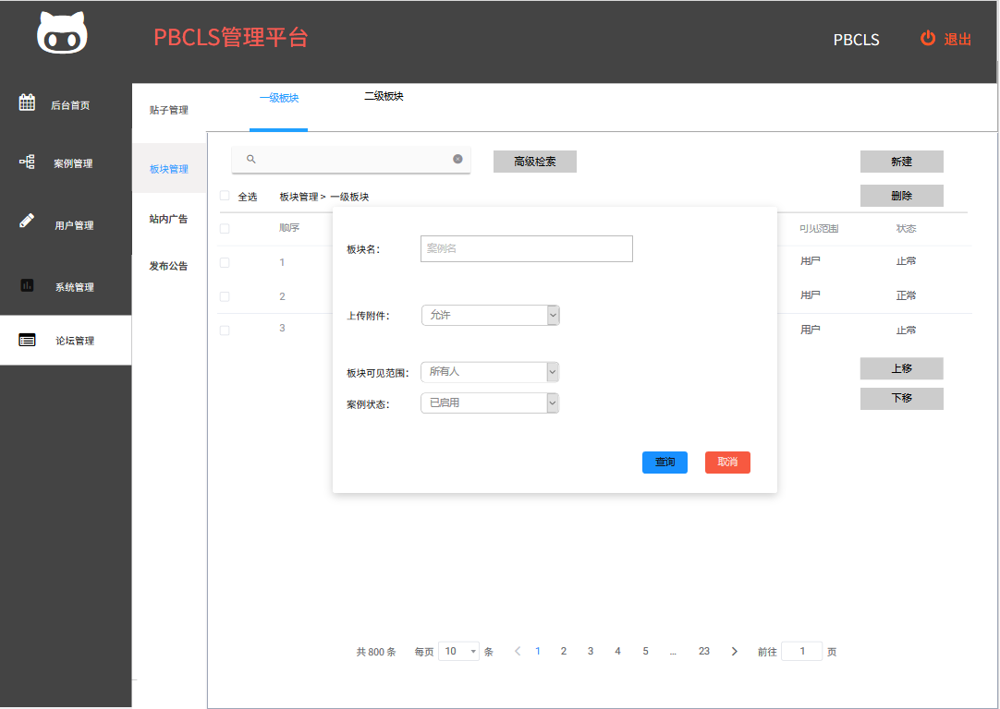 PBCLS管理平台
PBCLS
退出
后台首页
案例管理
用户管理
系统管理
论坛管理
贴子管理
板块管理
站内广告
发布公告
一级板块
二级板块
高级检索
新建
删除
全选
板块管理 > 一级板块
顺序
可见范围
状态
1
用户
正常
2
用户
正常
3
用户
正常
板块名：
案例名
上传附件：
允许
板块可见范围：
所有人
案例状态：
已启用
查询
取消
上移
下移
共 800 条 每页 10 条 1 2 3 4 5 ... 23 前往 1 页